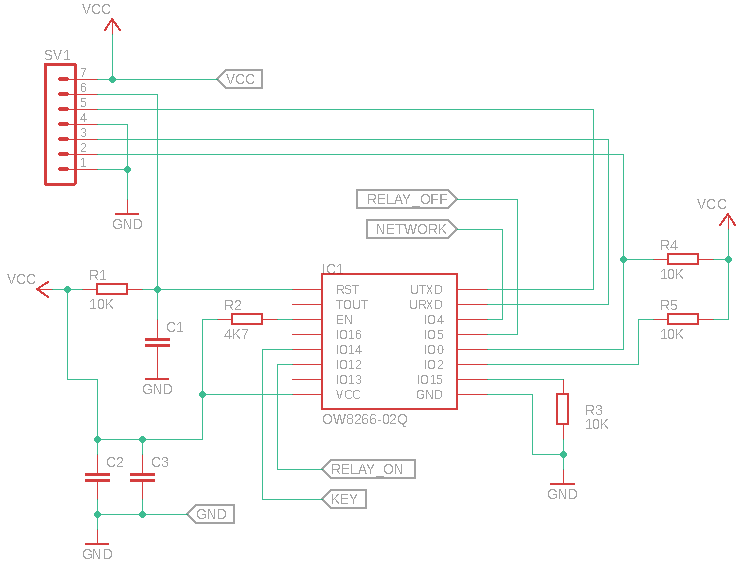 VCC
SV1
7
6
5
4
3
2
1
VCC
GND
RELAY_OFF
NETWORK
VCC
R4
10K
R5
10K
VCC
R1
10K
C1
GND
R2
4K7
IC1
RST UTXD
TOUT URXD
EN IO4
IO16 IO5
IO14 IO0
IO12 IO2
IO13 IO15
VCC GND
OW8266-02Q
R3
10K
GND
C2 C3
RELAY_ON
KEY
GND
GND